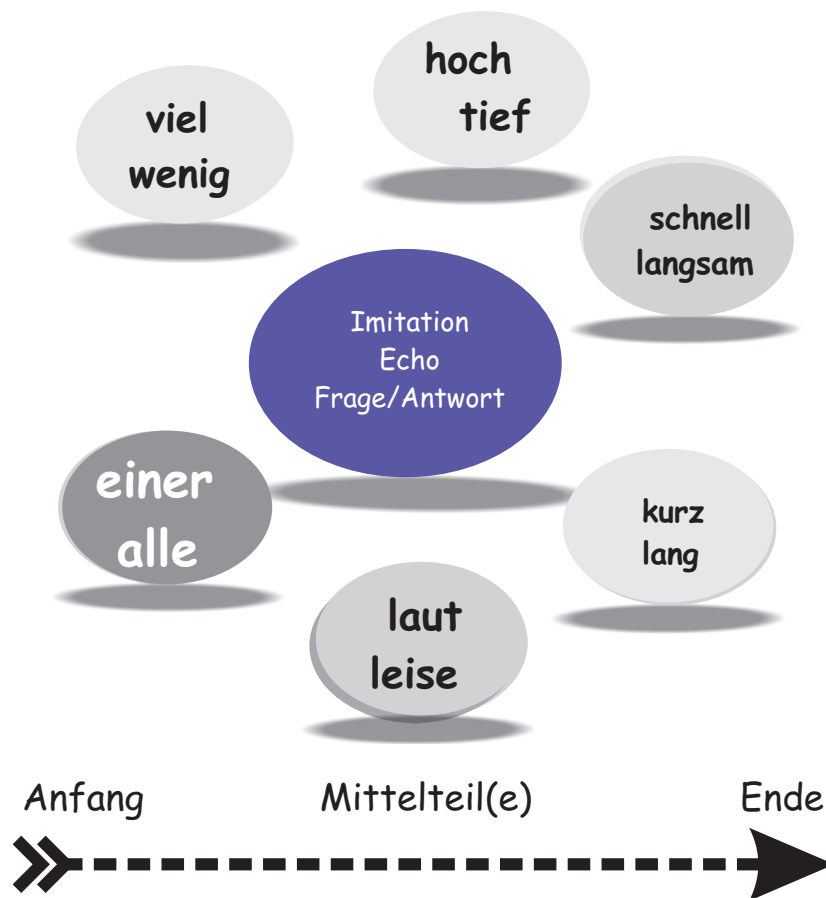 hoch
tief
viel
wenig
schnell
langsam
Imitation
Echo
Frage/Antwort
einer
alle
kurz
lang
laut
leise
Anfang Mittelteil(e) Ende